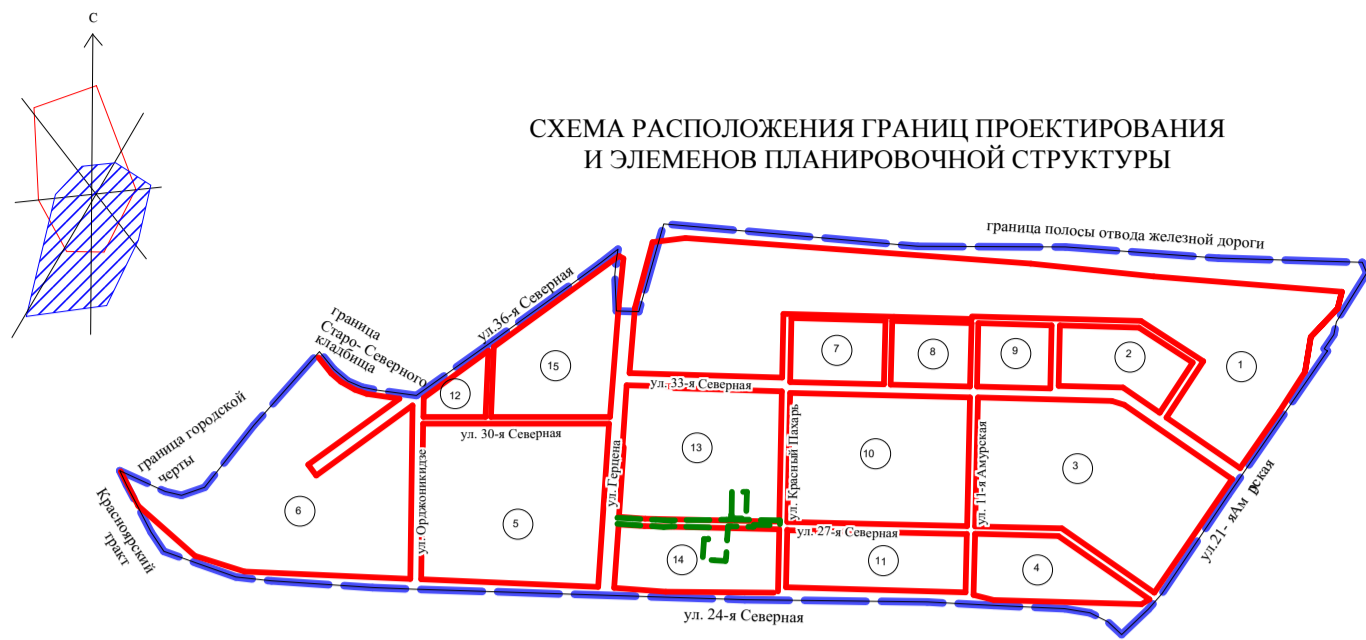 С
СХЕМА РАСПОЛОЖЕНИЯ ГРАНИЦ ПРОЕКТИРОВАНИЯ
И ЭЛЕМЕНОВ ПЛАНИРОВОЧНОЙ СТРУКТУРЫ
граница полосы отвода железной дороги
ул.36-я Северная
граница
Старо- Северного
кладбища
граница городской
черты
Красноярский
тракт
ул. 33-я Северная
ул. 30-я Северная
ул. Орджоникидзе
ул. Герцена
ул. Красный Пахарь
ул. 11-я Амурская
ул. 27-я Северная
ул. 24-я Северная
7
8
9
2
1
15
12
13
10
3
6
5
14
11
4